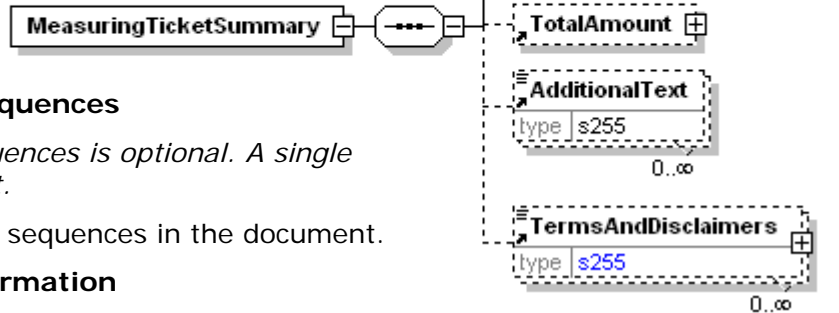 MeasuringTicketSummary
TotalAmount
AdditionalText
type s255
0..∞
quences
uences is optional. A single
t.
sequences in the document.
rmation
TermsAndDisclaimers
type s255
0..∞